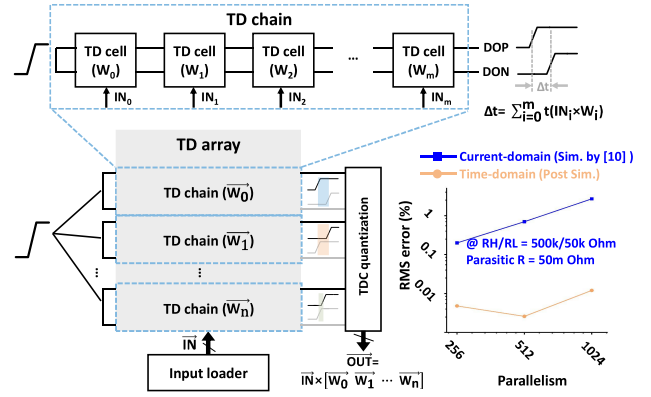 TD chain
TD cell (W₀)
TD cell (W₁)
TD cell (W₂)
...
TD cell (Wₘ)
DOP
DON
IN₀
IN₁
IN₂
INₘ
Δt
Δt= ∑ᵢ₌₀ᵐ t(INᵢ×Wᵢ)
TD array
TD chain (W₀→)
TD chain (W₁→)
⋮
⋮
TD chain (Wₙ→)
TDC quantization
IN→
Input loader
OUT→=
IN→×[W₀→ W₁→ ⋯ Wₙ→]
Current-domain (Sim. by [10] )
Time-domain (Post Sim.)
RMS error (%)
1
0.1
0.01
@ RH/RL = 500k/50k Ohm
Parasitic R = 50m Ohm
256
512
1024
Parallelism